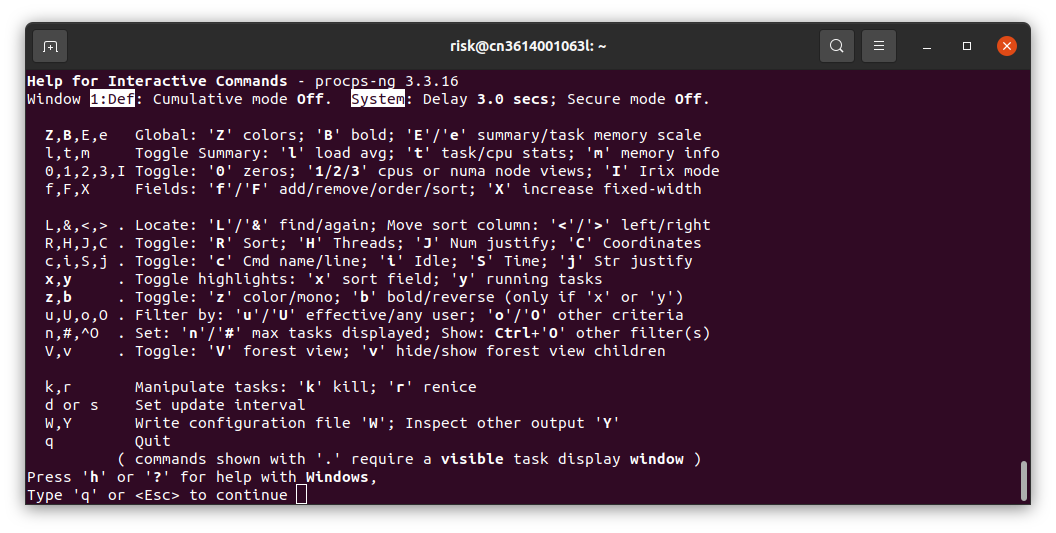 risk@cn3614001063l: ~
Help for Interactive Commands - procps-ng 3.3.16
Window 1:Def: Cumulative mode Off.  System: Delay 3.0 secs; Secure mode Off.

  Z,B,E,e   Global: 'Z' colors; 'B' bold; 'E'/'e' summary/task memory scale
  l,t,m     Toggle Summary: 'l' load avg; 't' task/cpu stats; 'm' memory info
  0,1,2,3,I Toggle: '0' zeros; '1/2/3' cpus or numa node views; 'I' Irix mode
  f,F,X     Fields: 'f'/'F' add/remove/order/sort; 'X' increase fixed-width

  L,&,<,> . Locate: 'L'/'&' find/again; Move sort column: '<'/'>' left/right
  R,H,J,C . Toggle: 'R' Sort; 'H' Threads; 'J' Num justify; 'C' Coordinates
  c,i,S,j . Toggle: 'c' Cmd name/line; 'i' Idle; 'S' Time; 'j' Str justify
  x,y     . Toggle highlights: 'x' sort field; 'y' running tasks
  z,b     . Toggle: 'z' color/mono; 'b' bold/reverse (only if 'x' or 'y')
  u,U,o,O . Filter by: 'u'/'U' effective/any user; 'o'/'O' other criteria
  n,#,^O  . Set: 'n'/'#' max tasks displayed; Show: Ctrl+'O' other filter(s)
  V,v     . Toggle: 'V' forest view; 'v' hide/show forest view children

  k,r       Manipulate tasks: 'k' kill; 'r' renice
  d or s    Set update interval
  W,Y       Write configuration file 'W'; Inspect other output 'Y'
  q         Quit
          ( commands shown with '.' require a visible task display window )
Press 'h' or '?' for help with Windows,
Type 'q' or <Esc> to continue